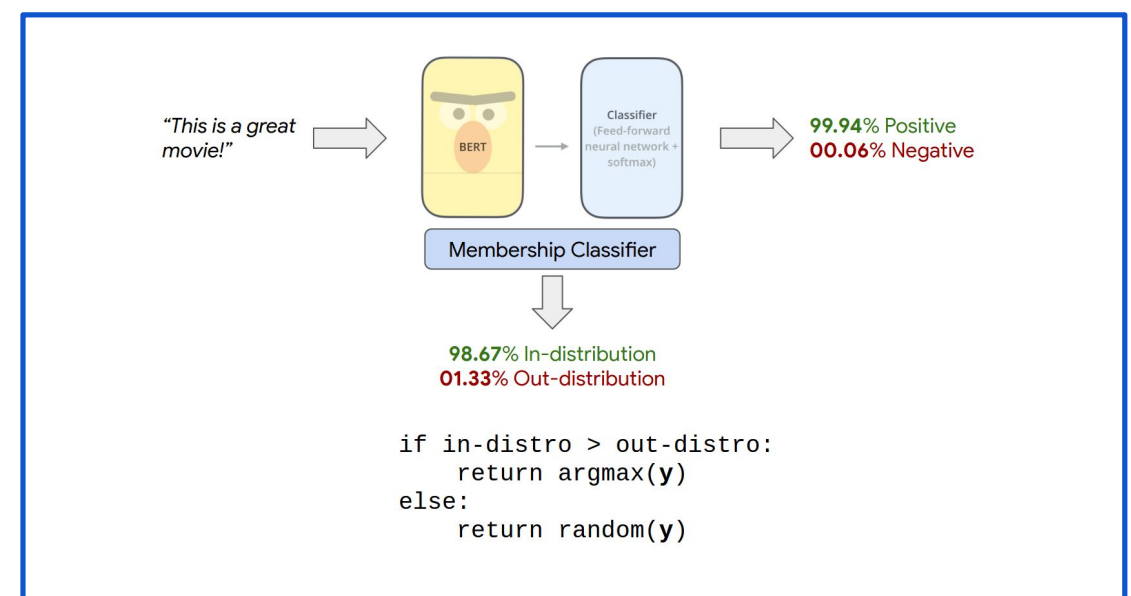 “This is a great
movie!”
BERT
Classifier
(Feed-forward
neural network +
softmax)
99.94% Positive
00.06% Negative
Membership Classifier
98.67% In-distribution
01.33% Out-distribution
if in-distro > out-distro:
    return argmax(y)
else:
    return random(y)